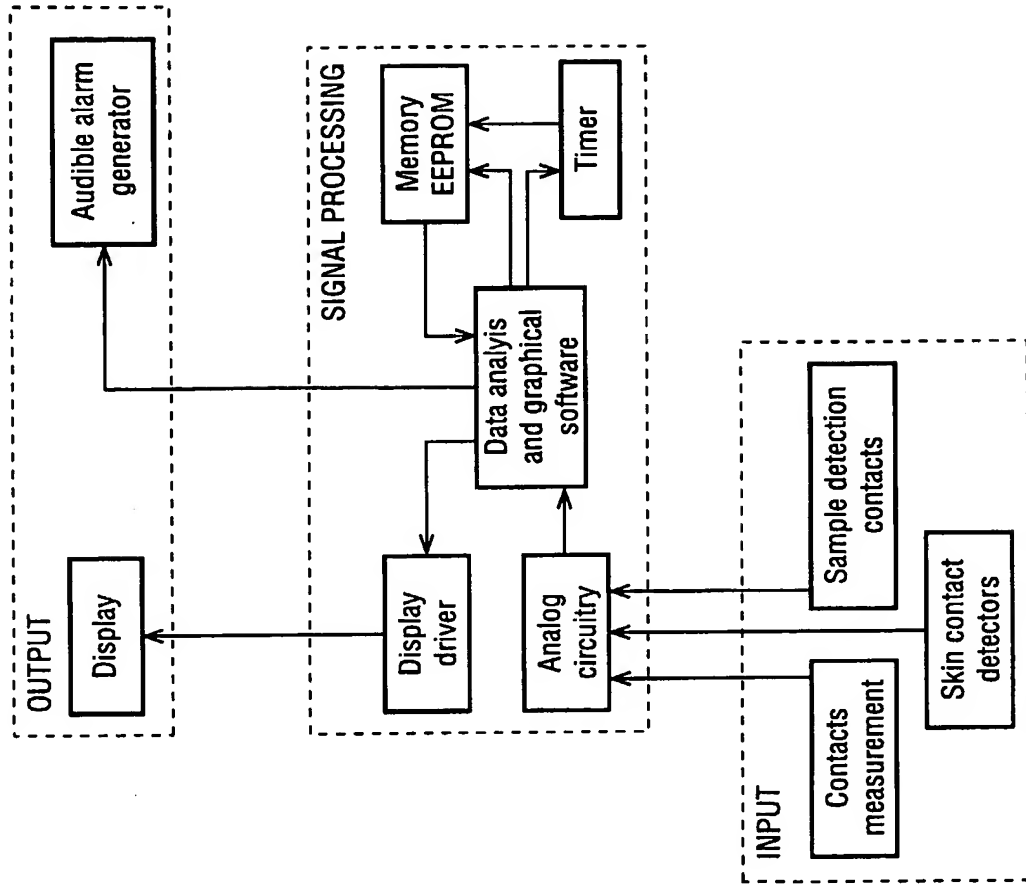 OUTPUT
Display
Audible alarm
generator
SIGNAL PROCESSING
Display
driver
Memory
EEPROM
Analog
circuitry
Data analyis
and graphical
software
Timer
INPUT
Contacts
measurement
Sample detection
contacts
Skin contact
detectors